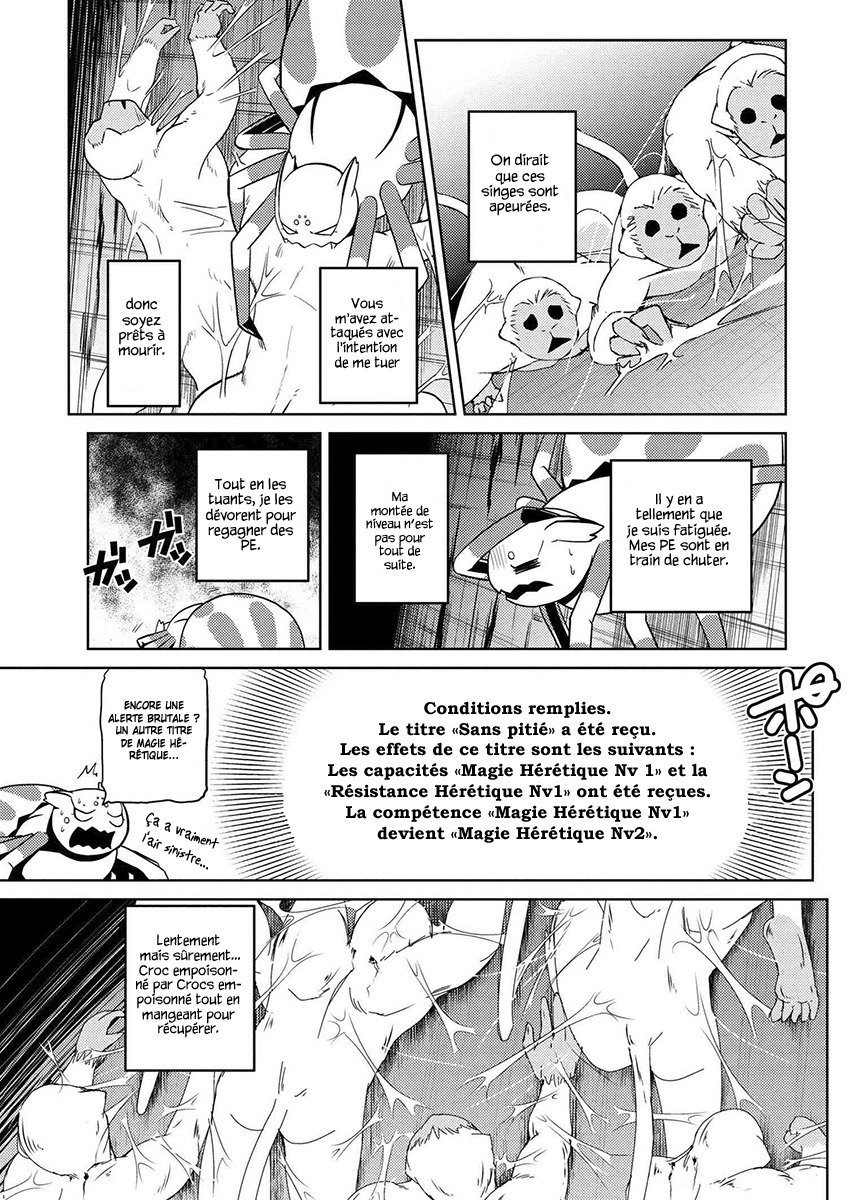 On dirait
que ces
singes sont
apeurées.
Vous
m'avez at-
taqués avec
l'intention
de me tuer
donc
soyez
prêts à
mourir.
Il y en a
tellement que
je suis fatiguée.
Mes PE sont en
train de chuter.
Ma
montée de
niveau n'est
pas pour
tout de
suite.
Tout en les
tuants, je les
dévorent pour
regagner des
PE.
ガッ
ガッ
Conditions remplies.
Le titre «Sans pitié» a été reçu.
Les effets de ce titre sont les suivants :
Les capacités «Magie Hérétique Nv 1» et la
«Résistance Hérétique Nv1» ont été reçues.
La compétence «Magie Hérétique Nv1»
devient «Magie Hérétique Nv2».
ENCORE UNE
ALERTE BRUTALE ?
UN AUTRE TITRE
DE MAGIE HÉ-
RÉTIQUE...
Ça a vraiment
l'air sinistre...
Lentement
mais sûrement...
Croc empoison-
né par Crocs em-
poisonné tout en
mangeant pour
récupérer.